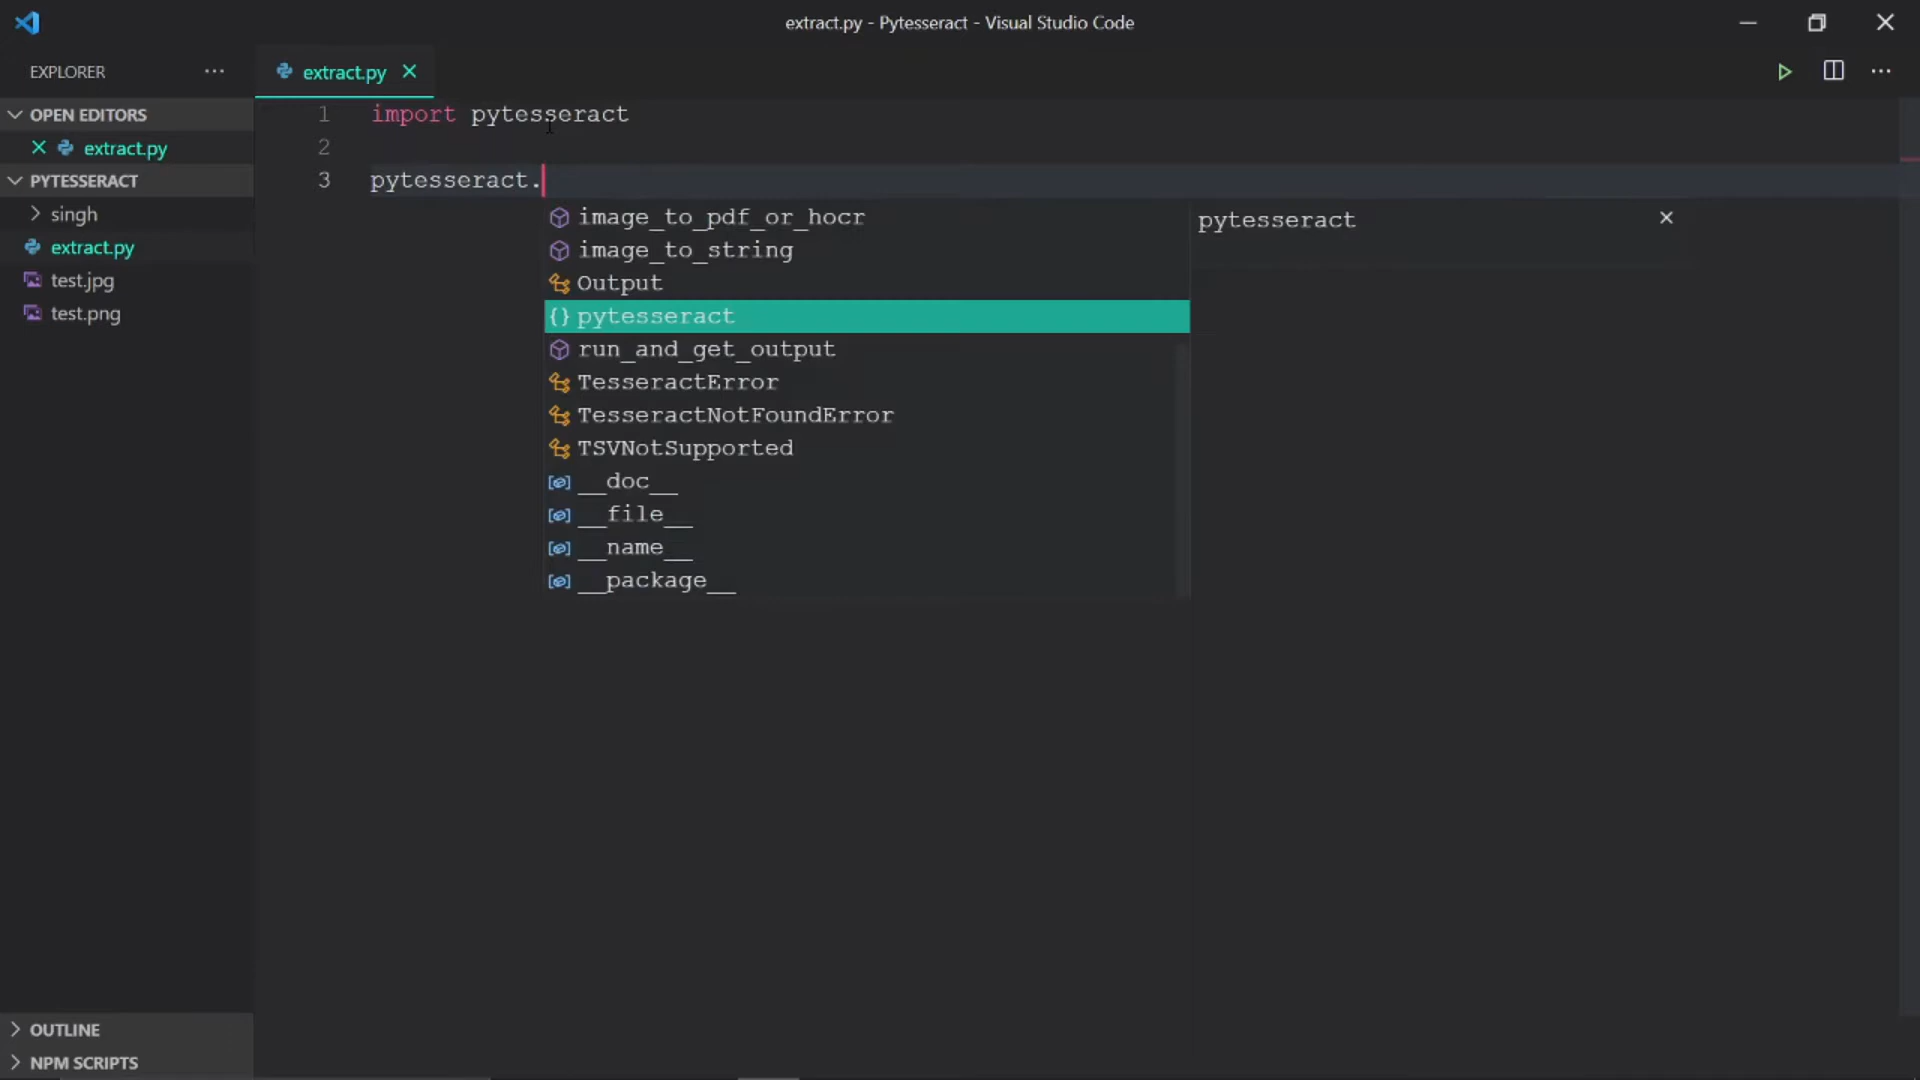 extract.py - Pytesseract - Visual Studio Code
EXPLORER
extract.py
OPEN EDITORS
extract.py
PYTESSERACT
singh
extract.py
test.jpg
test.png
OUTLINE
NPM SCRIPTS
1 import pytesseract
2
3 pytesseract.
image_to_pdf_or_hocr
image_to_string
Output
{} pytesseract
run_and_get_output
TesseractError
TesseractNotFoundError
TSVNotSupported
__doc__
__file__
__name__
__package__
pytesseract